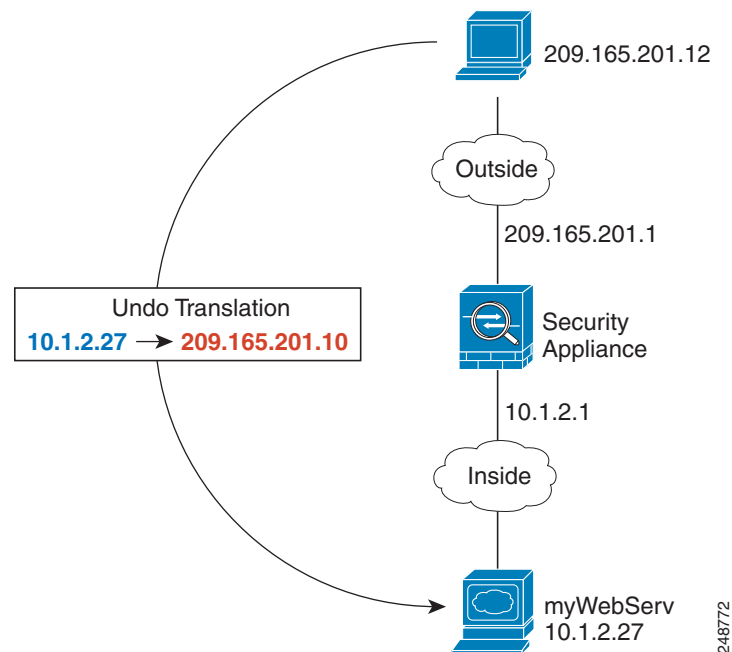 209.165.201.12
Outside
209.165.201.1
Undo Translation
10.1.2.27 → 209.165.201.10
Security
Appliance
10.1.2.1
Inside
myWebServ
10.1.2.27
248772